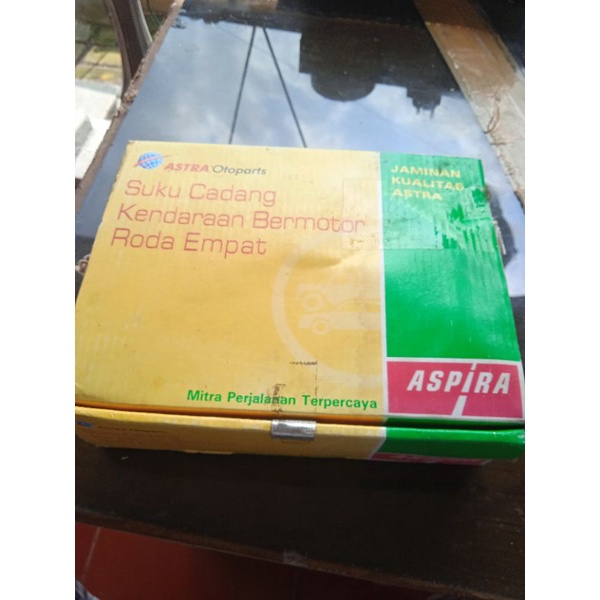 ASTRA Otoparts
Suku Cadang
Kendaraan Bermotor
Roda Empat
JAMINAN
KUALITAS
ASTRA
ASPIRA
Mitra Perjalanan Terpercaya